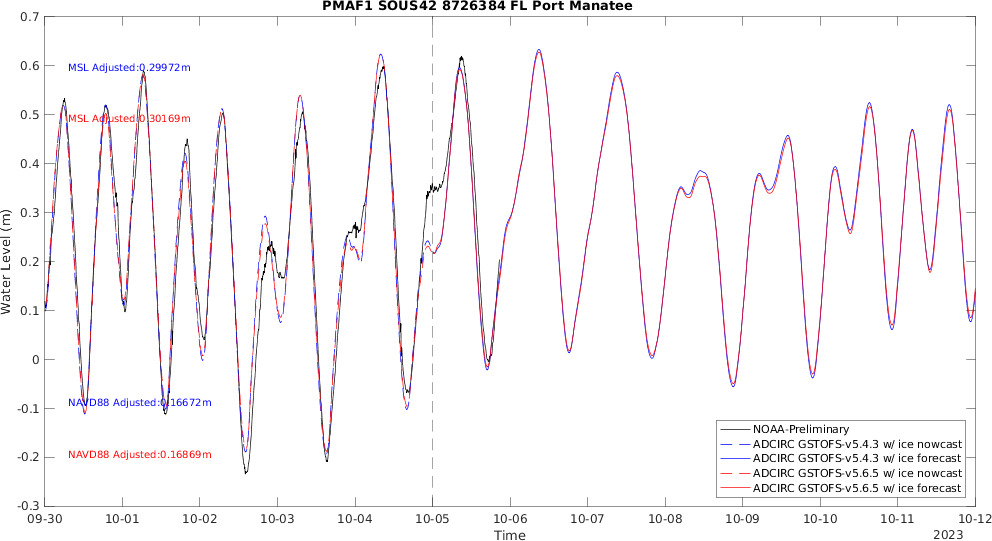 PMAF1 SOUS42 8726384 FL Port Manatee
0.7
0.6
0.5
0.4
0.3
0.2
0.1
0
-0.1
-0.2
-0.3
Water Level (m)
MSL Adjusted:0.29972m
MSL Adjusted:0.30169m
NAVD88 Adjusted:0.16672m
NAVD88 Adjusted:0.16869m
NOAA-Preliminary
ADCIRC GSTOFS-v5.4.3 w/ ice nowcast
ADCIRC GSTOFS-v5.4.3 w/ ice forecast
ADCIRC GSTOFS-v5.6.5 w/ ice nowcast
ADCIRC GSTOFS-v5.6.5 w/ ice forecast
09-30 10-01 10-02 10-03 10-04 10-05 10-06 10-07 10-08 10-09 10-10 10-11 10-12
Time
2023